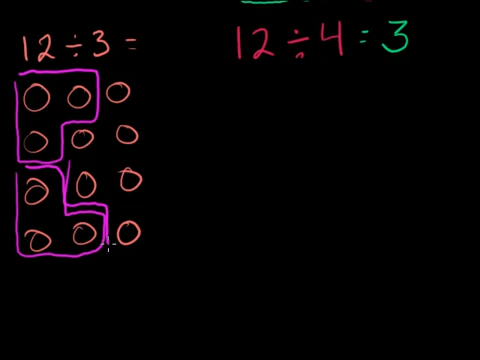 12 ÷ 3 =
12 ÷ 4 = 3